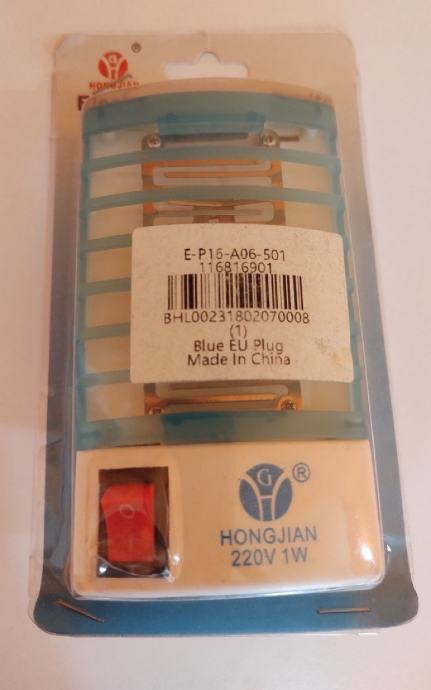 ®
HONGJIAN
E-P16-A06-501
116816901
BHL00231802070008
(1)
Blue EU Plug
Made In China
®
HONGJIAN
220V 1W